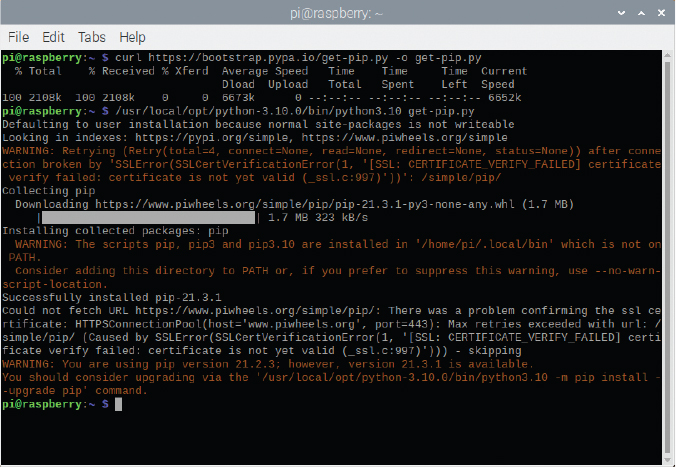 pi@raspberry: ~
File Edit Tabs Help
pi@raspberry:~ $ curl https://bootstrap.pypa.io/get-pip.py -o get-pip.py
  % Total    % Received % Xferd  Average Speed   Time    Time     Time  Current
                                 Dload  Upload   Total   Spent    Left  Speed
100 2108k  100 2108k    0     0  6673k      0 --:--:-- --:--:-- --:--:-- 6652k
pi@raspberry:~ $ /usr/local/opt/python-3.10.0/bin/python3.10 get-pip.py
Defaulting to user installation because normal site-packages is not writeable
Looking in indexes: https://pypi.org/simple, https://www.piwheels.org/simple
WARNING: Retrying (Retry(total=4, connect=None, read=None, redirect=None, status=None)) after conne
ction broken by 'SSLError(SSLCertVerificationError(1, '[SSL: CERTIFICATE_VERIFY_FAILED] certificate
 verify failed: certificate is not yet valid (_ssl.c:997)'))': /simple/pip/
Collecting pip
  Downloading https://www.piwheels.org/simple/pip/pip-21.3.1-py3-none-any.whl (1.7 MB)
     | | 1.7 MB 323 kB/s
Installing collected packages: pip
  WARNING: The scripts pip, pip3 and pip3.10 are installed in '/home/pi/.local/bin' which is not on
 PATH.
  Consider adding this directory to PATH or, if you prefer to suppress this warning, use --no-warn-
script-location.
Successfully installed pip-21.3.1
Could not fetch URL https://www.piwheels.org/simple/pip/: There was a problem confirming the ssl ce
rtificate: HTTPSConnectionPool(host='www.piwheels.org', port=443): Max retries exceeded with url: /
simple/pip/ (Caused by SSLError(SSLCertVerificationError(1, '[SSL: CERTIFICATE_VERIFY_FAILED] certi
ficate verify failed: certificate is not yet valid (_ssl.c:997)'))) - skipping
WARNING: You are using pip version 21.2.3; however, version 21.3.1 is available.
You should consider upgrading via the '/usr/local/opt/python-3.10.0/bin/python3.10 -m pip install -
-upgrade pip' command.
pi@raspberry:~ $